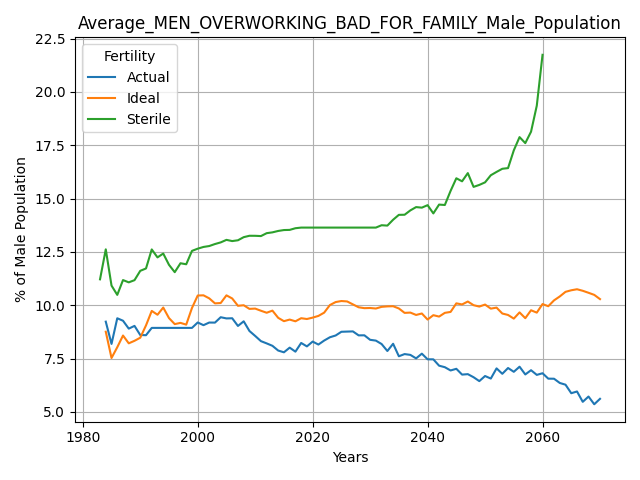 Average_MEN_OVERWORKING_BAD_FOR_FAMILY_Male_Population
% of Male Population
22.5
20.0
17.5
15.0
12.5
10.0
7.5
5.0
Fertility
Actual
Ideal
Sterile
1980
2000
2020
2040
2060
Years